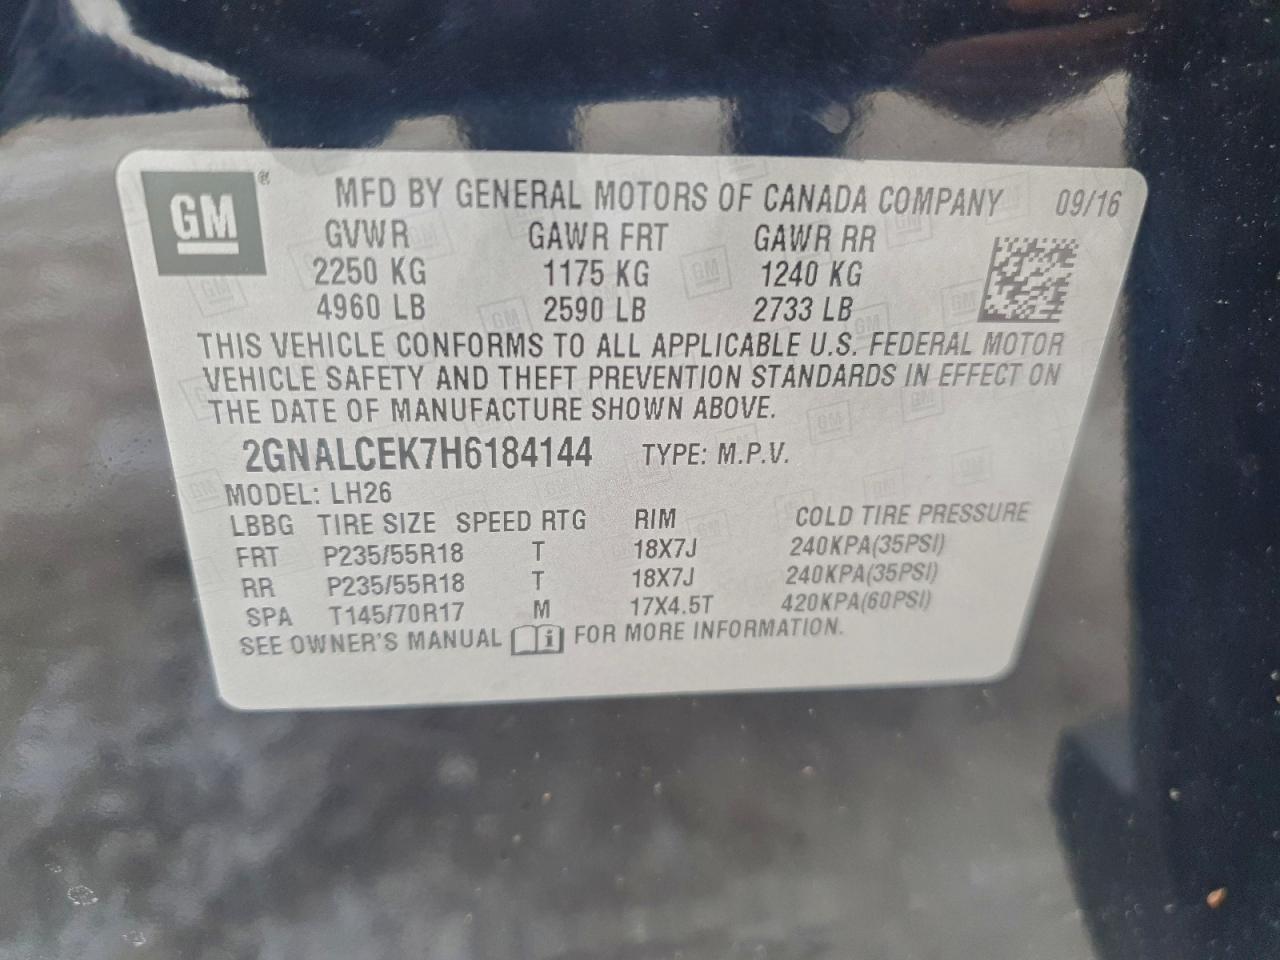 GM ® MFD BY GENERAL MOTORS OF CANADA COMPANY 09/16
GVWR GAWR FRT GAWR RR
2250 KG 1175 KG 1240 KG
4960 LB 2590 LB 2733 LB
THIS VEHICLE CONFORMS TO ALL APPLICABLE U.S. FEDERAL MOTOR
VEHICLE SAFETY AND THEFT PREVENTION STANDARDS IN EFFECT ON
THE DATE OF MANUFACTURE SHOWN ABOVE.
2GNALCEK7H6184144 TYPE: M.P.V.
MODEL: LH26
LBBG TIRE SIZE SPEED RTG RIM COLD TIRE PRESSURE
FRT P235/55R18 T 18X7J 240KPA(35PSI)
RR P235/55R18 T 18X7J 240KPA(35PSI)
SPA T145/70R17 M 17X4.5T 420KPA(60PSI)
SEE OWNER'S MANUAL i FOR MORE INFORMATION.